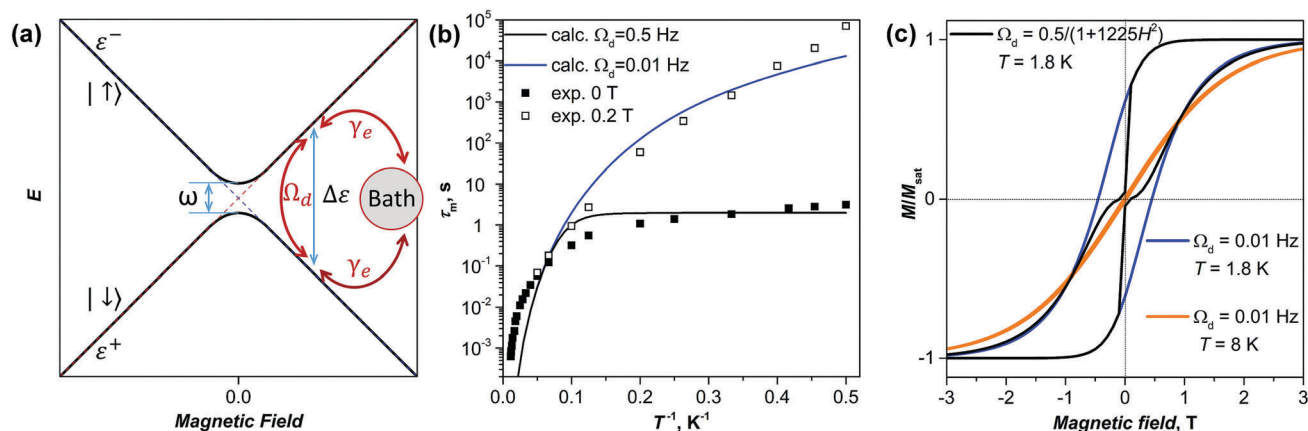 (a)
ε⁻
|↑⟩
ω
Ω_d
Δε
γ_e
Bath
γ_e
|↓⟩
ε⁺
E
0.0
Magnetic Field
(b)
calc. Ω_d=0.5 Hz
calc. Ω_d=0.01 Hz
exp. 0 T
exp. 0.2 T
10⁵
10⁴
10³
10²
10¹
10⁰
10⁻¹
10⁻²
10⁻³
τ_m, s
0.0 0.1 0.2 0.3 0.4 0.5
T⁻¹, K⁻¹
(c)
Ω_d = 0.5/(1+1225H²)
T = 1.8 K
Ω_d = 0.01 Hz
T = 1.8 K
Ω_d = 0.01 Hz
T = 8 K
1
0
-1
M/M_sat
-3 -2 -1 0 1 2 3
Magnetic field, T